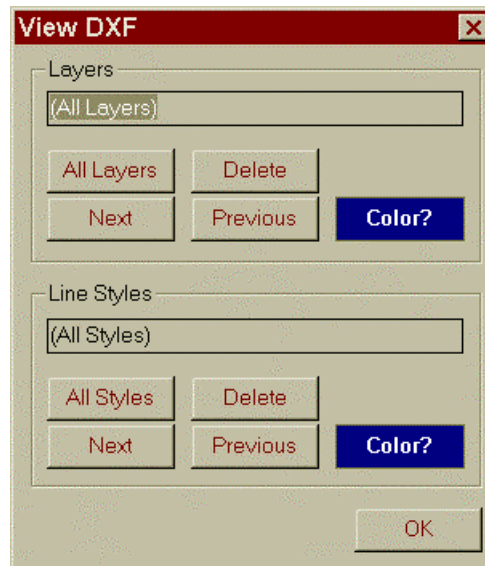 View DXF
Layers
(All Layers)
All Layers Delete
Next Previous Color?
Line Styles
(All Styles)
All Styles Delete
Next Previous Color?
OK